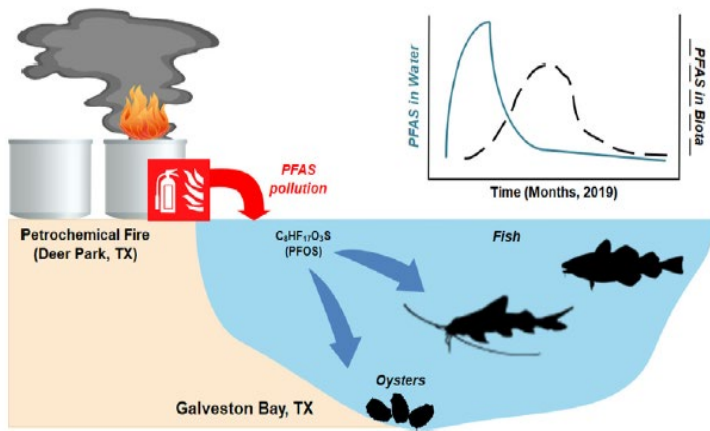 PFAS in Water
PFAS in Biota
Time (Months, 2019)
PFAS
pollution
Petrochemical Fire
(Deer Park, TX)
C₈HF₁₇O₃S
(PFOS)
Fish
Oysters
Galveston Bay, TX